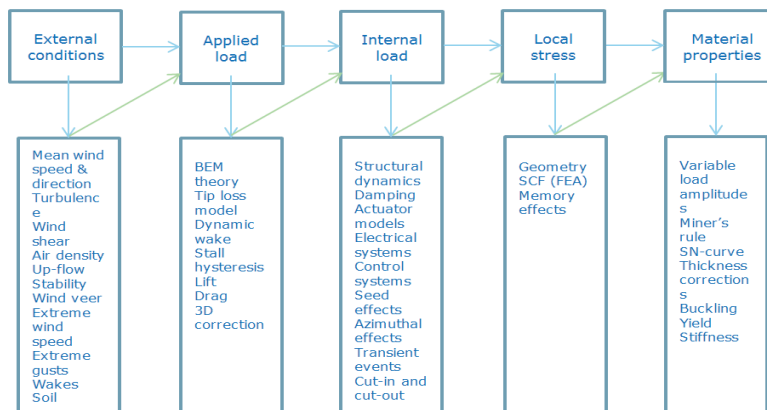 External
conditions
Applied
load
Internal
load
Local
stress
Material
properties
Mean wind
speed &
direction
Turbulenc
e
Wind
shear
Air density
Up-flow
Stability
Wind veer
Extreme
wind
speed
Extreme
gusts
Wakes
Soil
BEM
theory
Tip loss
model
Dynamic
wake
Stall
hysteresis
Lift
Drag
3D
correction
Structural
dynamics
Damping
Actuator
models
Electrical
systems
Control
systems
Seed
effects
Azimuthal
effects
Transient
events
Cut-in and
cut-out
Geometry
SCF (FEA)
Memory
effects
Variable
load
amplitude
s
Miner's
rule
SN-curve
Thickness
correction
s
Buckling
Yield
Stiffness